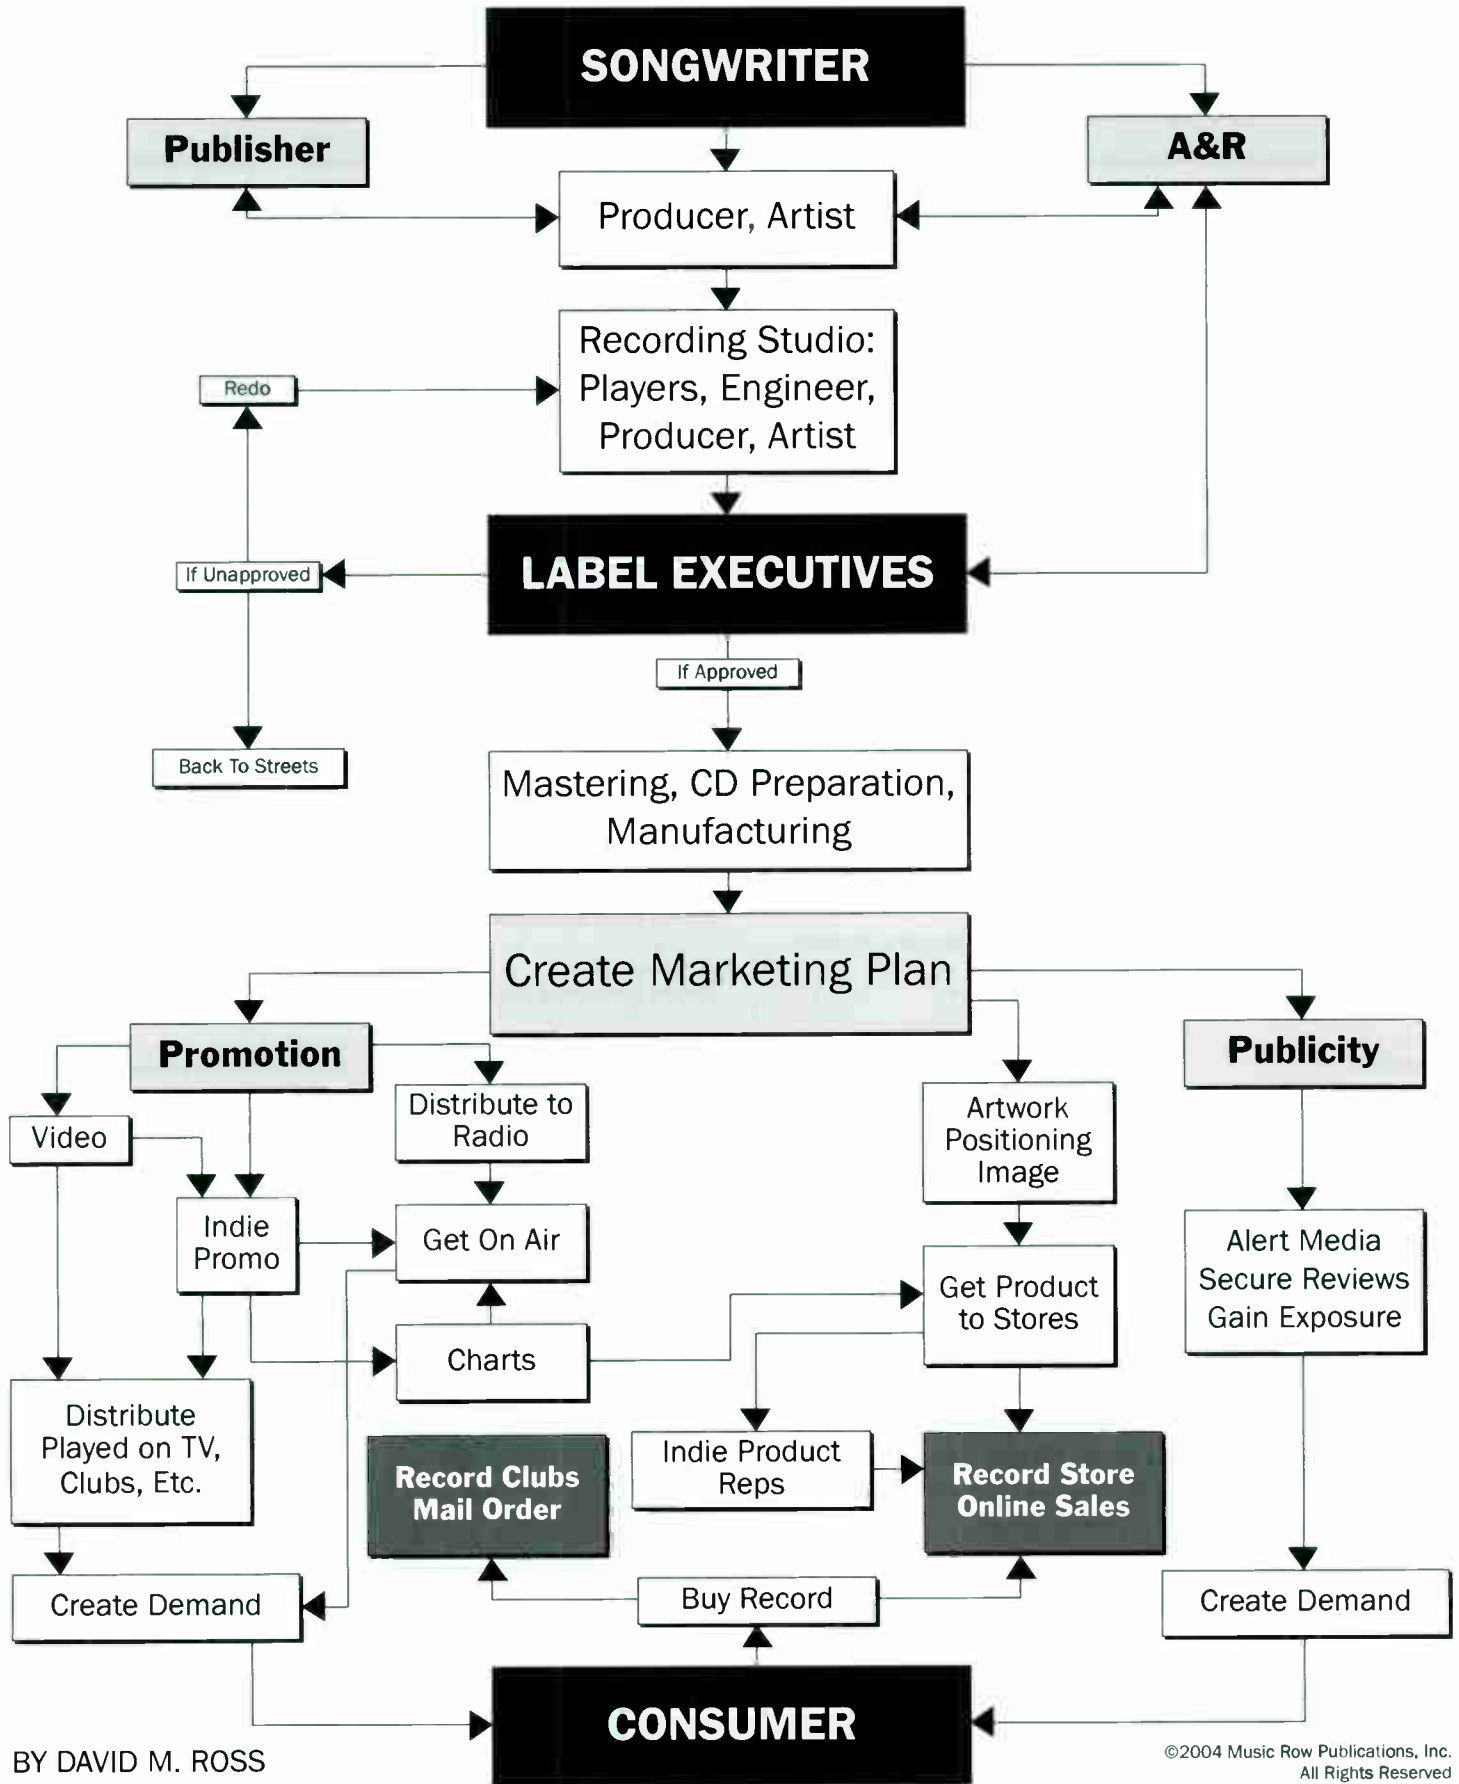 SONGWRITER
Publisher
A&R
Producer, Artist
Recording Studio:
Players, Engineer,
Producer, Artist
Redo
LABEL EXECUTIVES
If Unapproved
If Approved
Back To Streets
Mastering, CD Preparation,
Manufacturing
Create Marketing Plan
Promotion
Publicity
Video
Distribute to
Radio
Artwork
Positioning
Image
Indie
Promo
Get On Air
Get Product
to Stores
Alert Media
Secure Reviews
Gain Exposure
Charts
Distribute
Played on TV,
Clubs, Etc.
Record Clubs
Mail Order
Indie Product
Reps
Record Store
Online Sales
Create Demand
Buy Record
Create Demand
CONSUMER
BY DAVID M. ROSS
©2004 Music Row Publications, Inc.
All Rights Reserved